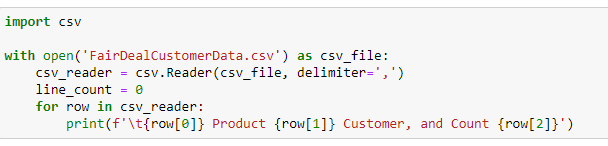 import csv
with open('FairDealCustomerData.csv') as csv_file:
    csv_reader = csv.Reader(csv_file, delimiter=',')
    line_count = 0
    for row in csv_reader:
        print(f'\t{row[0]} Product {row[1]} Customer, and Count {row[2]}')